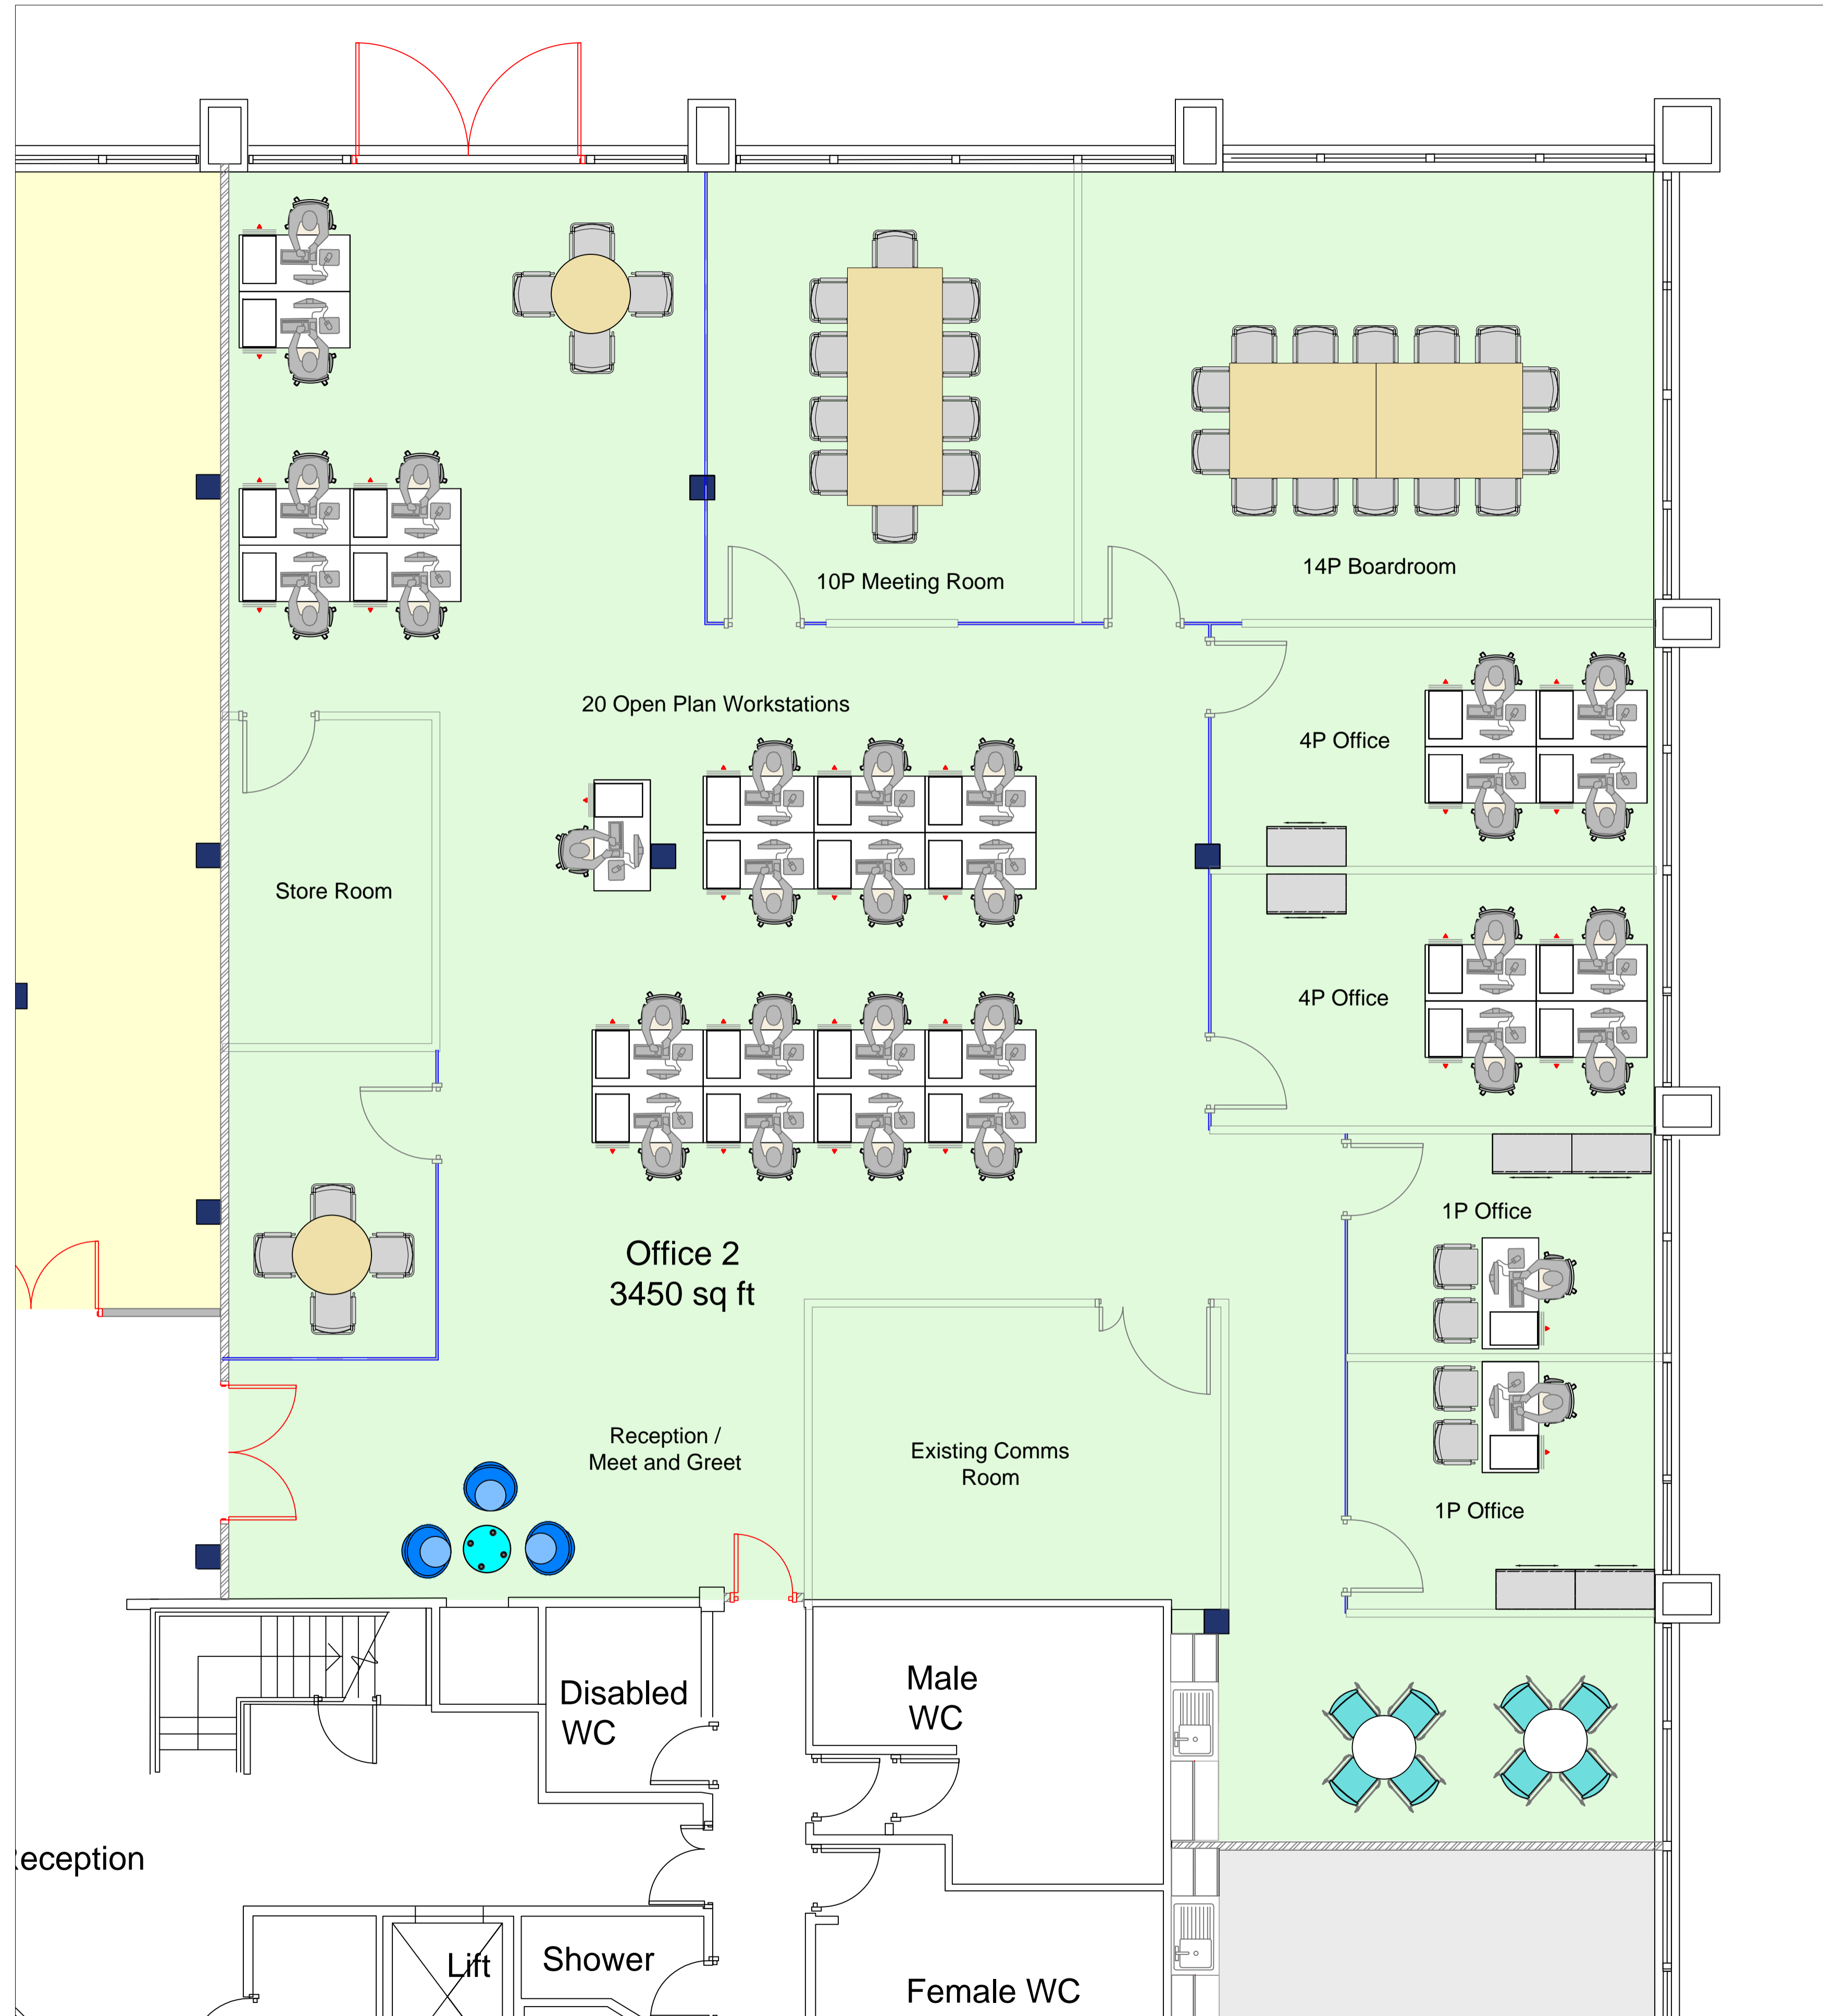 10P Meeting Room
14P Boardroom
20 Open Plan Workstations
4P Office
Store Room
4P Office
1P Office
Office 2
3450 sq ft
Reception /
Meet and Greet
Existing Comms
Room
1P Office
Disabled
WC
Male
WC
eception
Lift
Shower
Female WC